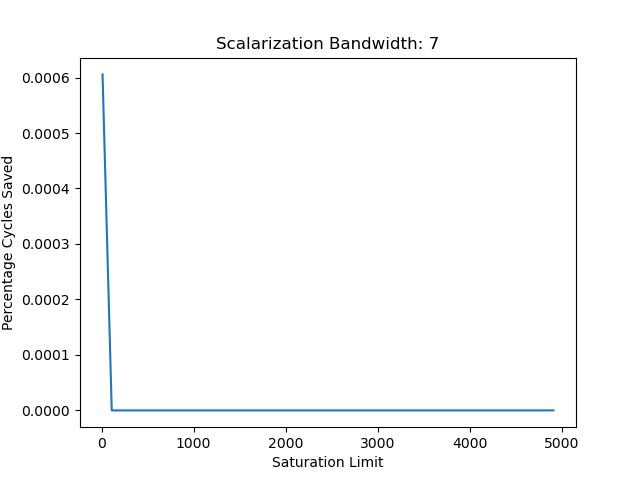 Scalarization Bandwidth: 7
Percentage Cycles Saved
0.0006
0.0005
0.0004
0.0003
0.0002
0.0001
0.0000
0 1000 2000 3000 4000 5000
Saturation Limit